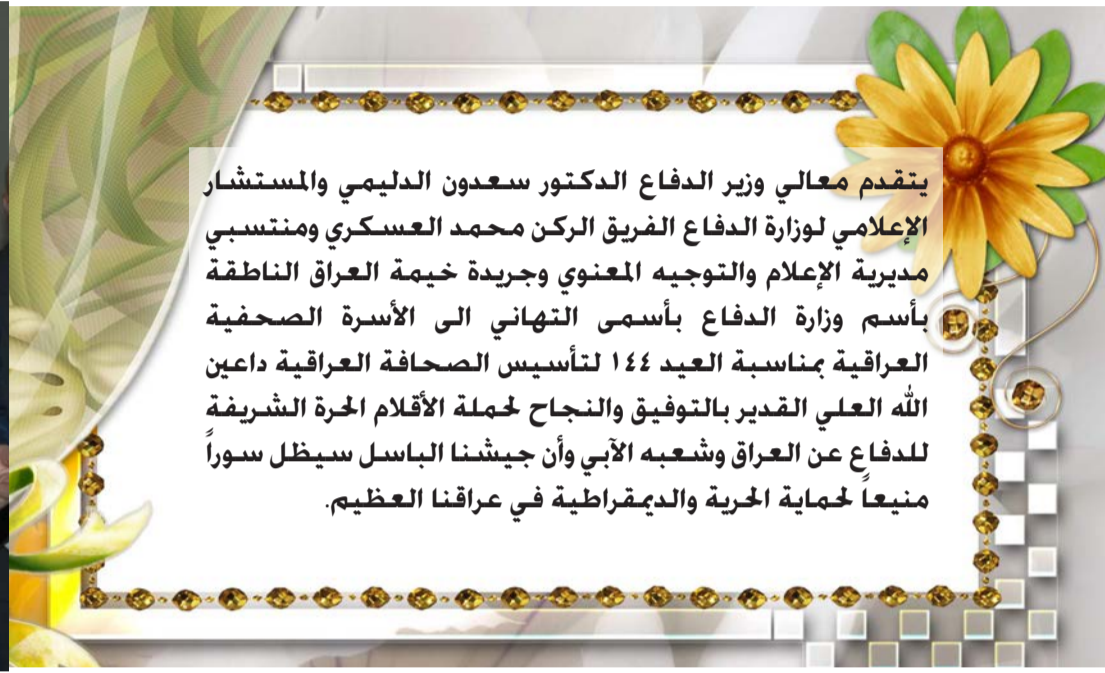 يتقدم معالي وزير الدفاع الدكتور سعدون الدليمي والمستشار
الإعلامي لوزارة الدفاع الفريق الركن محمد العسكري ومنتسبي
مديرية الإعلام والتوجيه المعنوي وجريدة خيمة العراق الناطقة
بأسم وزارة الدفاع بأسمى التهاني الى الأسرة الصحفية
العراقية بمناسبة العيد ١٤٤ لتأسيس الصحافة العراقية داعين
الله العلي القدير بالتوفيق والنجاح لحملة الأقلام الحرة الشريفة
للدفاع عن العراق وشعبه الآبي وأن جيشنا الباسل سيظل سوراً
منيعاً لحماية الحرية والديمقراطية في عراقنا العظيم.